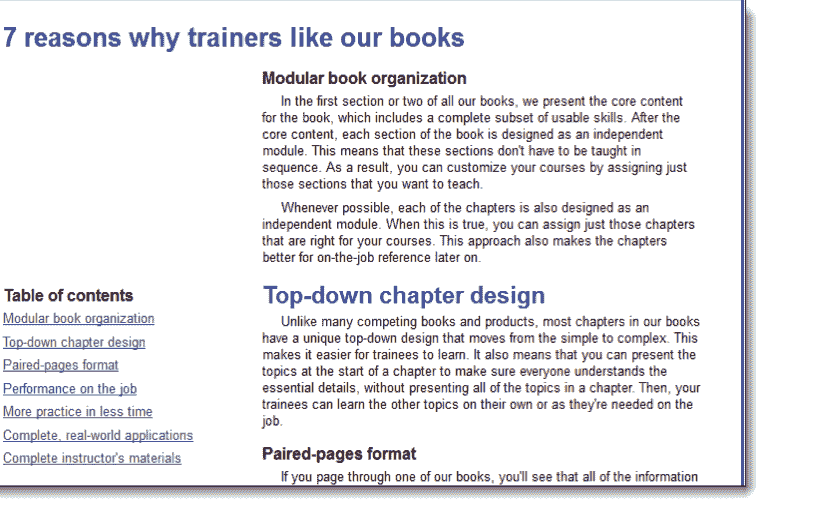 7 reasons why trainers like our books
Modular book organization
In the first section or two of all our books, we present the core content
for the book, which includes a complete subset of usable skills. After the
core content, each section of the book is designed as an independent
module. This means that these sections don't have to be taught in
sequence. As a result, you can customize your courses by assigning just
those sections that you want to teach.
Whenever possible, each of the chapters is also designed as an
independent module. When this is true, you can assign just those chapters
that are right for your courses. This approach also makes the chapters
better for on-the-job reference later on.
Table of contents
Modular book organization
Top-down chapter design
Paired-pages format
Performance on the job
More practice in less time
Complete, real-world applications
Complete instructor's materials
Top-down chapter design
Unlike many competing books and products, most chapters in our books
have a unique top-down design that moves from the simple to complex. This
makes it easier for trainees to learn. It also means that you can present the
topics at the start of a chapter to make sure everyone understands the
essential details, without presenting all of the topics in a chapter. Then, your
trainees can learn the other topics on their own or as they're needed on the
job.
Paired-pages format
If you page through one of our books, you'll see that all of the information